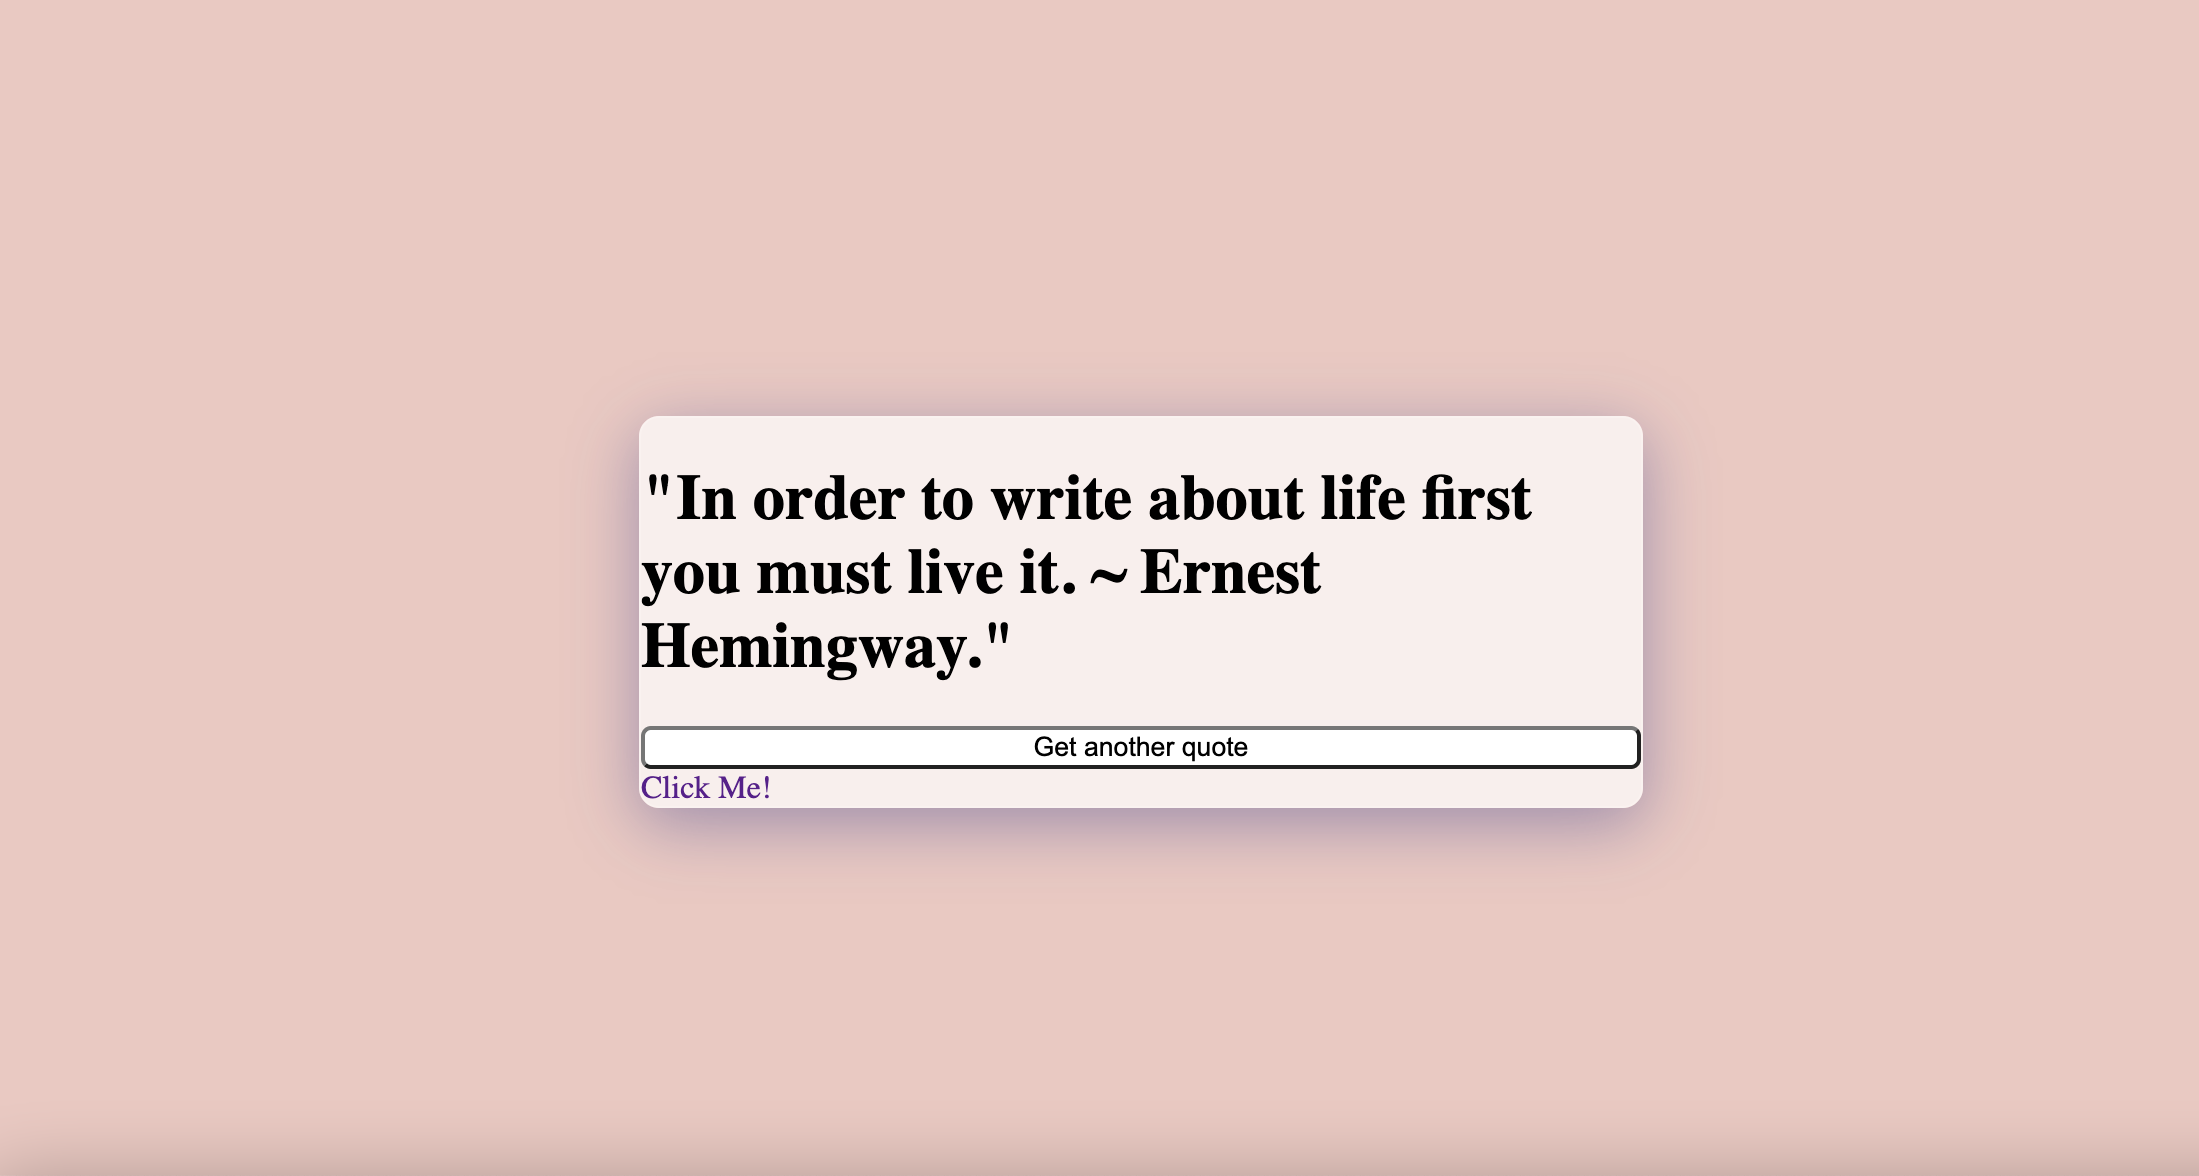 "In order to write about life first
you must live it. ~ Ernest
Hemingway."
Get another quote
Click Me!